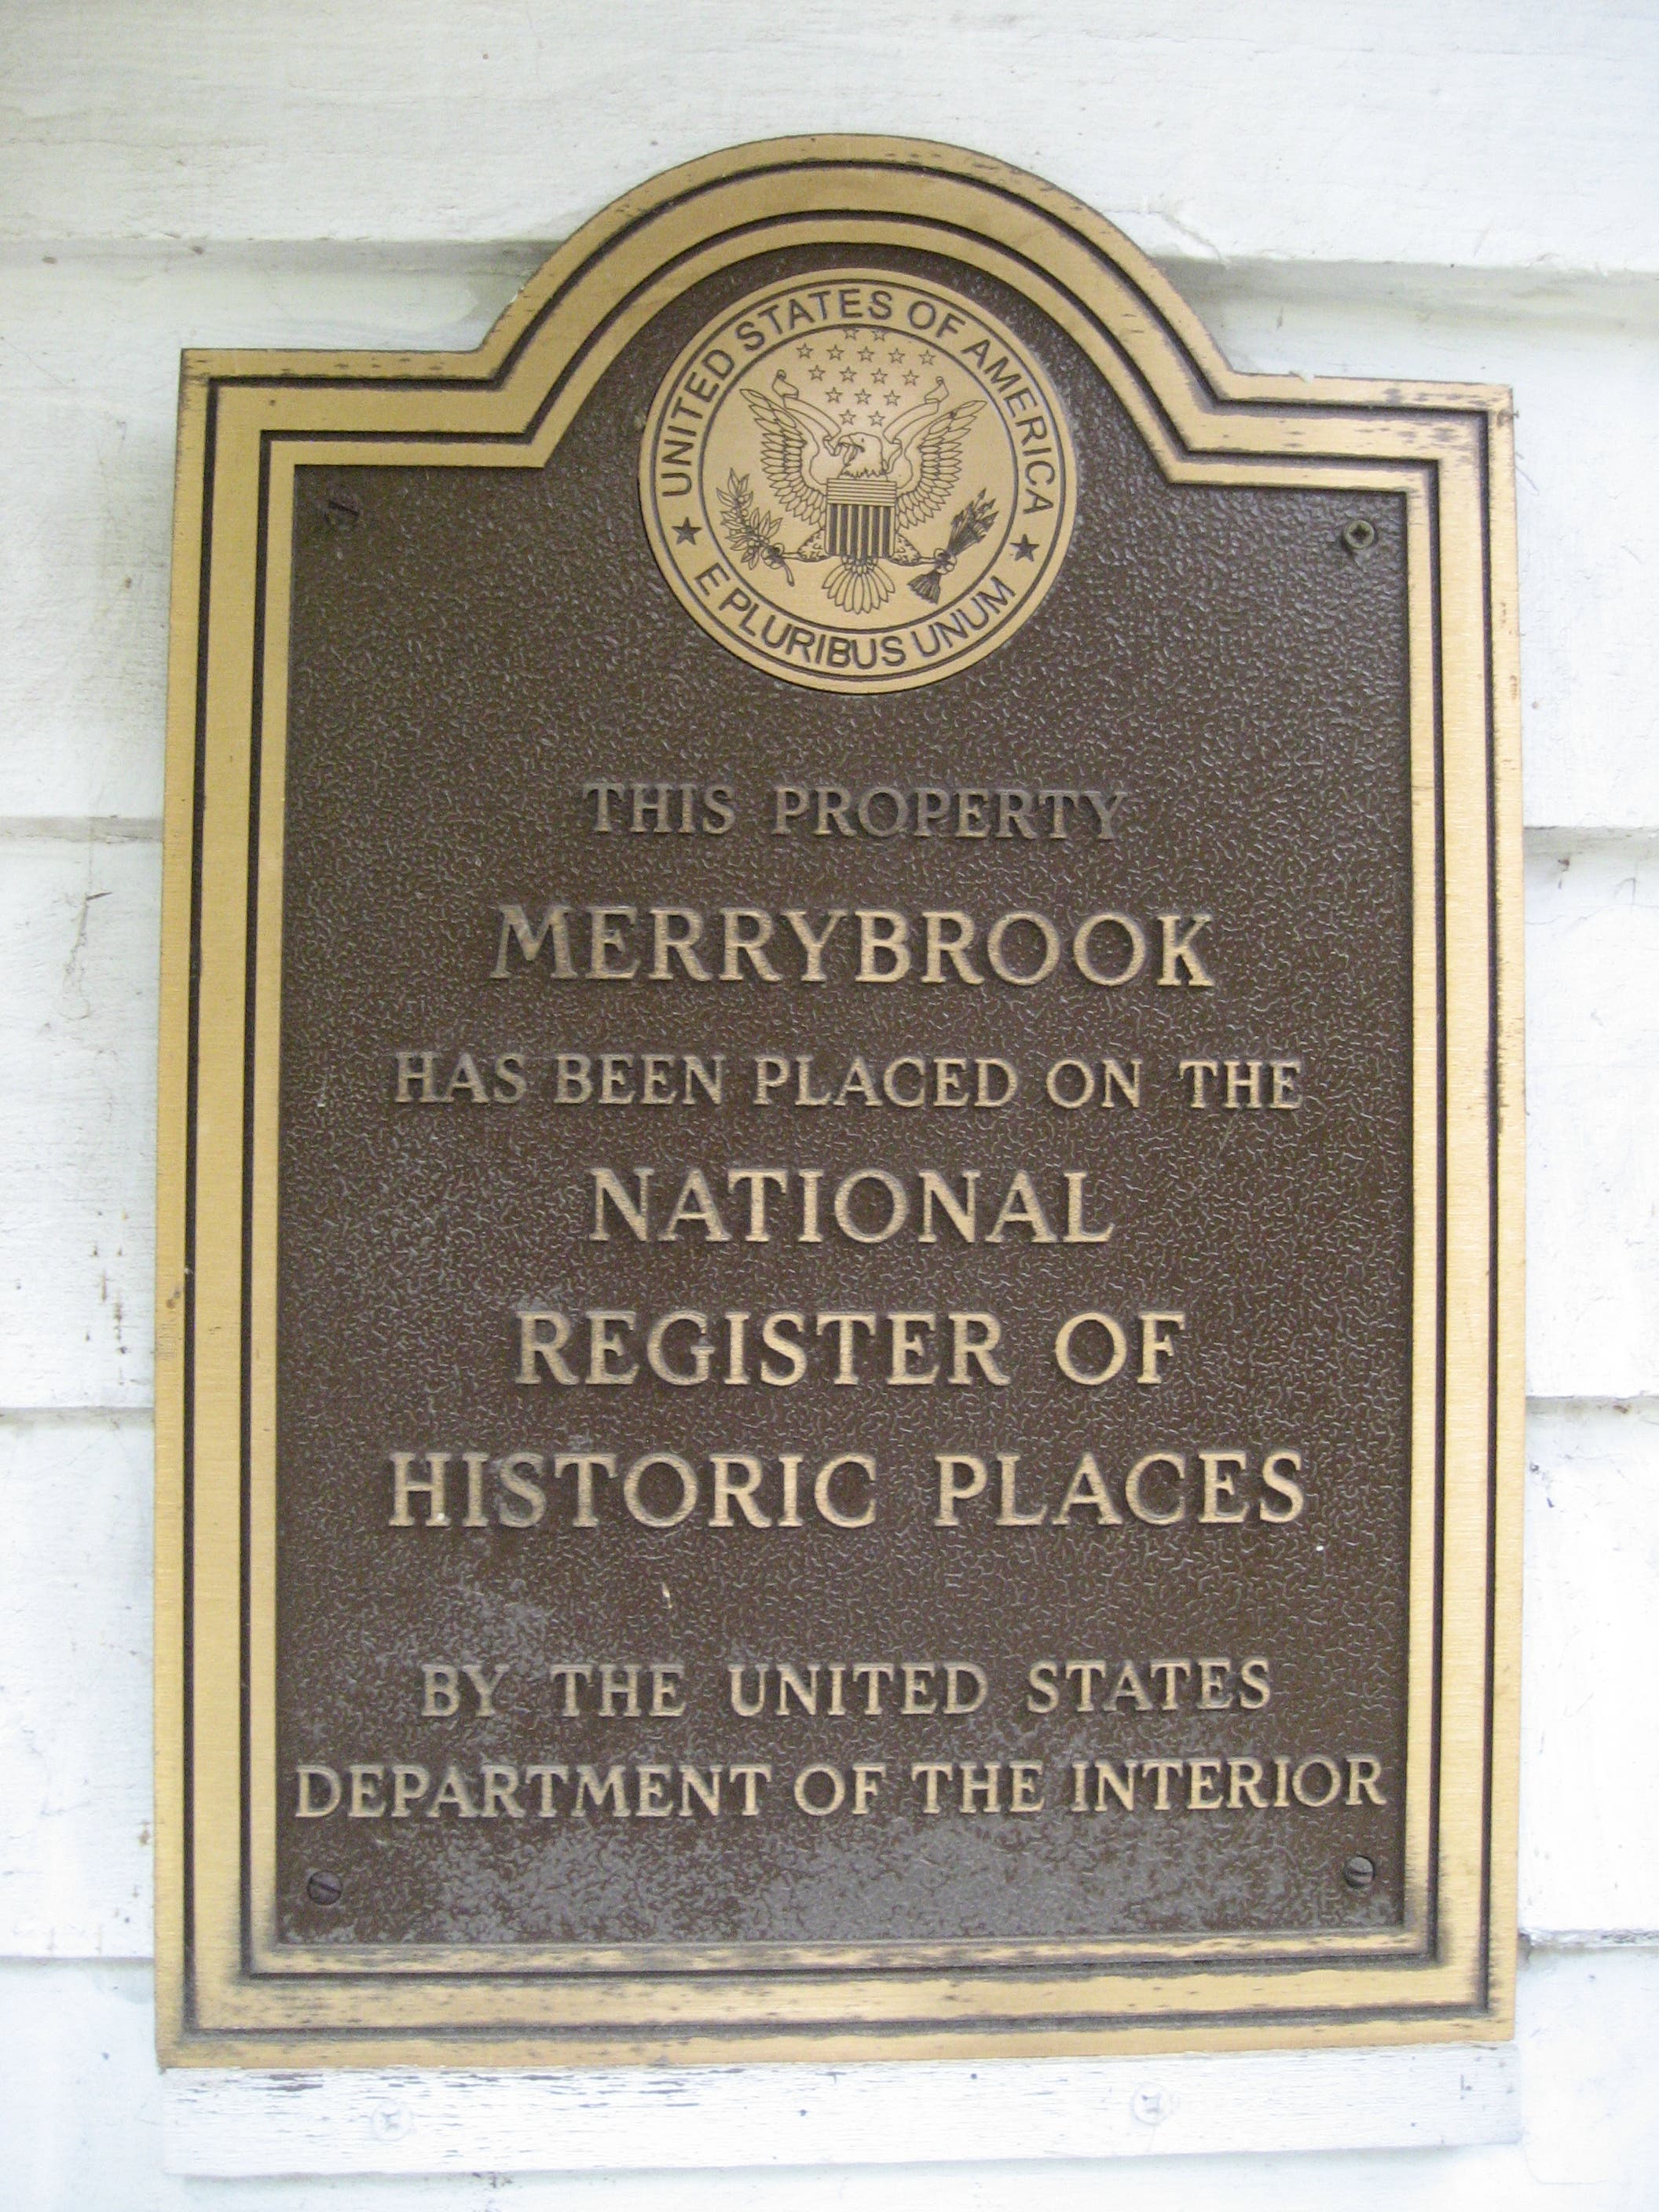 UNITED STATES OF AMERICA
★ E PLURIBUS UNUM ★
THIS PROPERTY
MERRYBROOK
HAS BEEN PLACED ON THE
NATIONAL
REGISTER OF
HISTORIC PLACES
BY THE UNITED STATES
DEPARTMENT OF THE INTERIOR